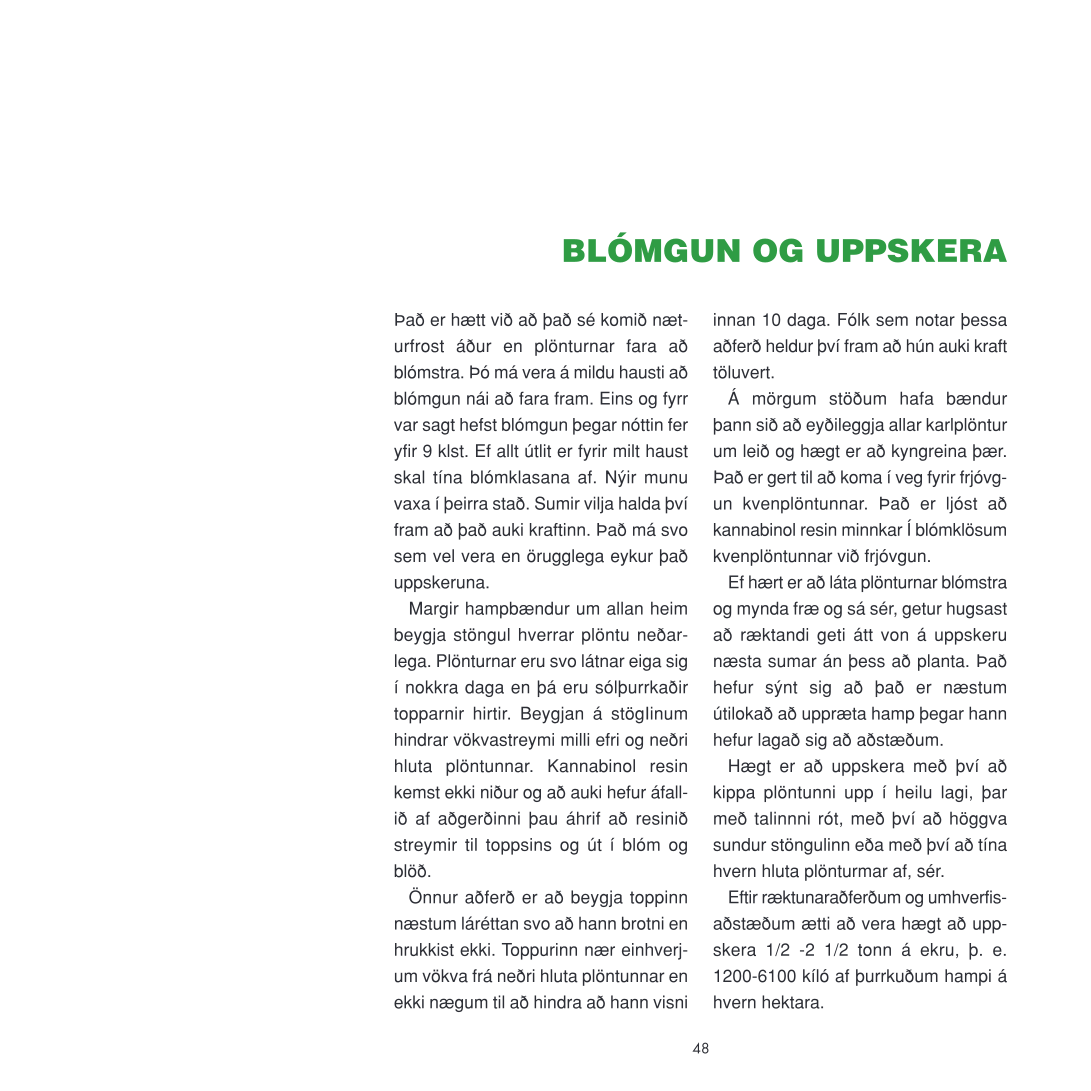 BLÓMGUN OG UPPSKERA
Það er hætt við að það sé komið næt-
urfrost áður en plönturnar fara að
blómstra. Þó má vera á mildu hausti að
blómgun nái að fara fram. Eins og fyrr
var sagt hefst blómgun þegar nóttin fer
yfir 9 klst. Ef allt útlit er fyrir milt haust
skal tína blómklasana af. Nýir munu
vaxa í þeirra stað. Sumir vilja halda því
fram að það auki kraftinn. Það má svo
sem vel vera en örugglega eykur það
uppskeruna.
Margir hampbændur um allan heim
beygja stöngul hverrar plöntu neðar-
lega. Plönturnar eru svo látnar eiga sig
í nokkra daga en þá eru sólþurrkaðir
topparnir hirtir. Beygjan á stöglinum
hindrar vökvastreymi milli efri og neðri
hluta plöntunnar. Kannabinol resin
kemst ekki niður og að auki hefur áfall-
ið af aðgerðinni þau áhrif að resinið
streymir til toppsins og út í blóm og
blöð.
Önnur aðferð er að beygja toppinn
næstum láréttan svo að hann brotni en
hrukkist ekki. Toppurinn nær einhverj-
um vökva frá neðri hluta plöntunnar en
ekki nægum til að hindra að hann visni
innan 10 daga. Fólk sem notar þessa
aðferð heldur því fram að hún auki kraft
töluvert.
Á mörgum stöðum hafa bændur
þann sið að eyðileggja allar karlplöntur
um leið og hægt er að kyngreina þær.
Það er gert til að koma í veg fyrir frjóvg-
un kvenplöntunnar. Það er ljóst að
kannabinol resin minnkar Í blómklösum
kvenplöntunnar við frjóvgun.
Ef hært er að láta plönturnar blómstra
og mynda fræ og sá sér, getur hugsast
að ræktandi geti átt von á uppskeru
næsta sumar án þess að planta. Það
hefur sýnt sig að það er næstum
útilokað að uppræta hamp þegar hann
hefur lagað sig að aðstæðum.
Hægt er að uppskera með því að
kippa plöntunni upp í heilu lagi, þar
með talinnni rót, með því að höggva
sundur stöngulinn eða með því að tína
hvern hluta plönturmar af, sér.
Eftir ræktunaraðferðum og umhverfis-
aðstæðum ætti að vera hægt að upp-
skera 1/2 -2 1/2 tonn á ekru, þ. e.
1200-6100 kíló af þurrkuðum hampi á
hvern hektara.
48